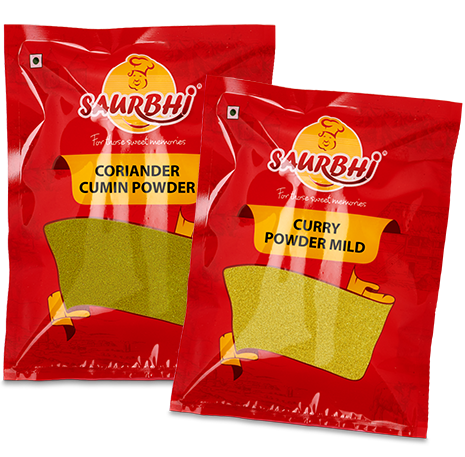 SAURBHi®
For those sweet memories
CORIANDER
CUMIN POWDER
SAURBHi®
For those sweet memories
CURRY
POWDER MILD